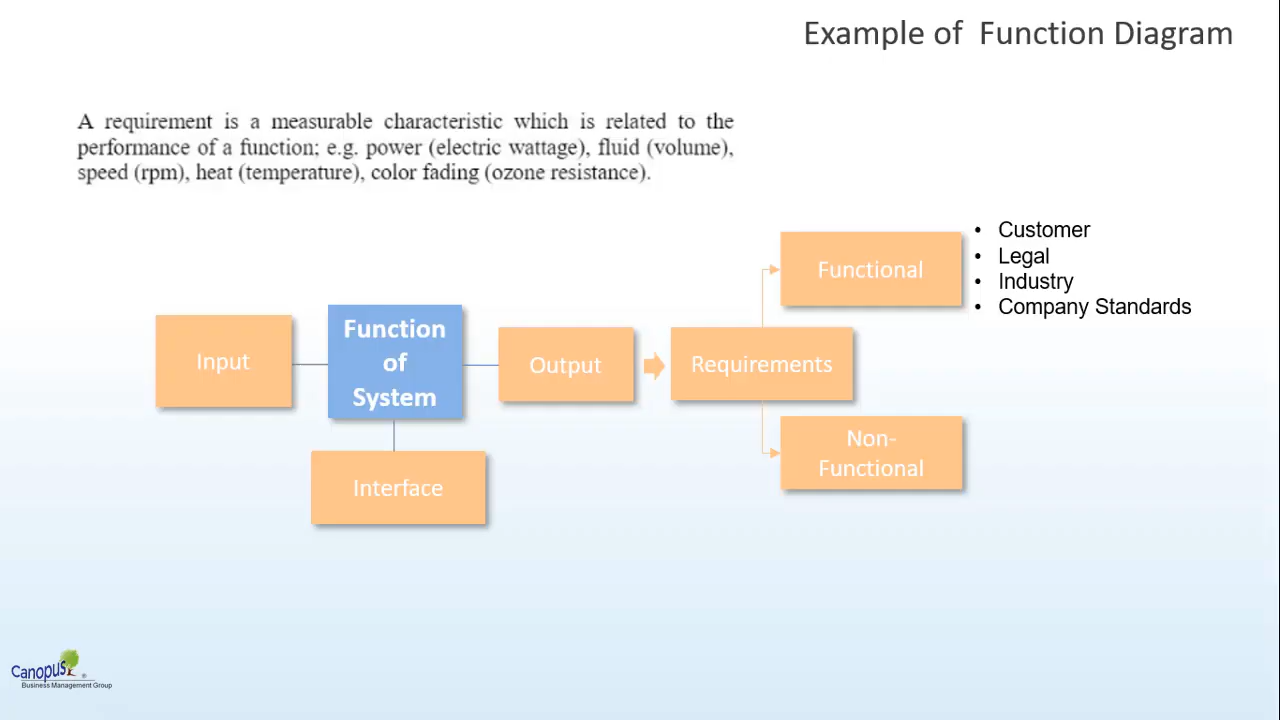 Example of  Function Diagram
A requirement is a measurable characteristic which is related to the
performance of a function; e.g. power (electric wattage), fluid (volume),
speed (rpm), heat (temperature), color fading (ozone resistance).
• Customer
• Legal
• Industry
• Company Standards
Functional
Input
Function
of
System
Output
Requirements
Non-
Functional
Interface
Canopus ®
Business Management Group